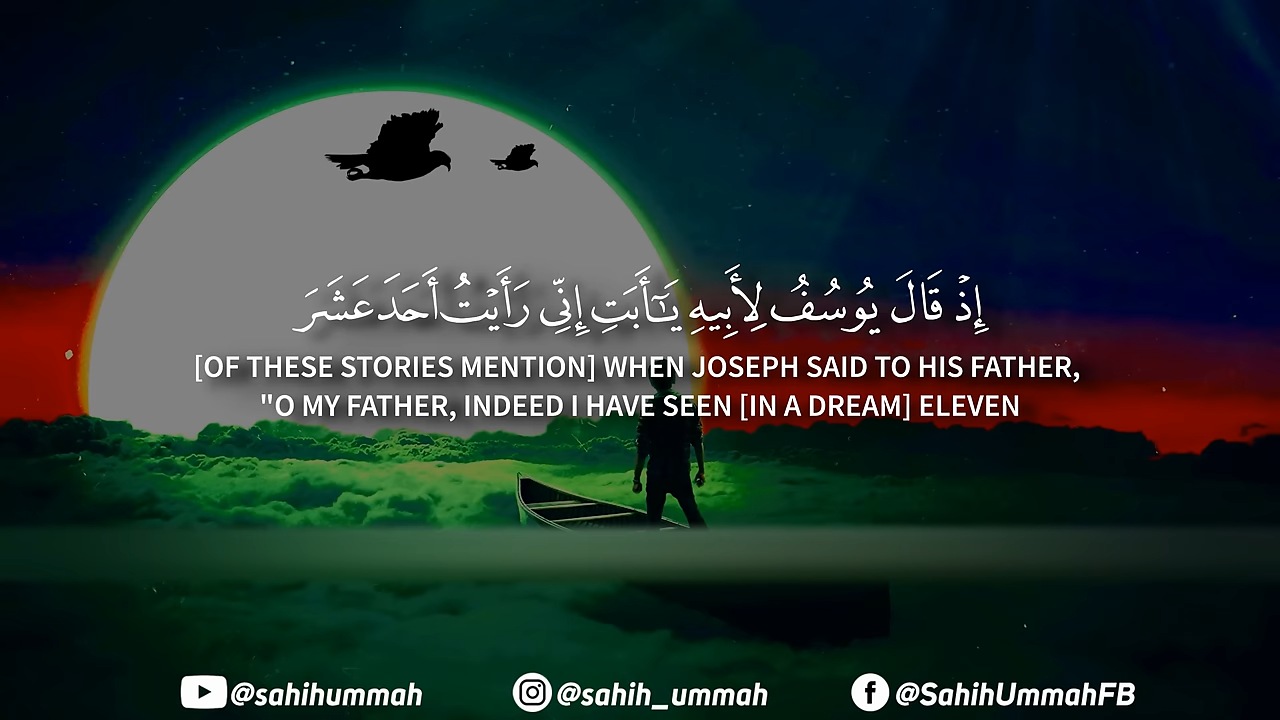 إِذْ قَالَ يُوسُفُ لِأَبِيهِ يَٰٓأَبَتِ إِنِّى رَأَيْتُ أَحَدَ عَشَرَ
[OF THESE STORIES MENTION] WHEN JOSEPH SAID TO HIS FATHER,
"O MY FATHER, INDEED I HAVE SEEN [IN A DREAM] ELEVEN
@sahihummah @sahih_ummah @SahihUmmahFB